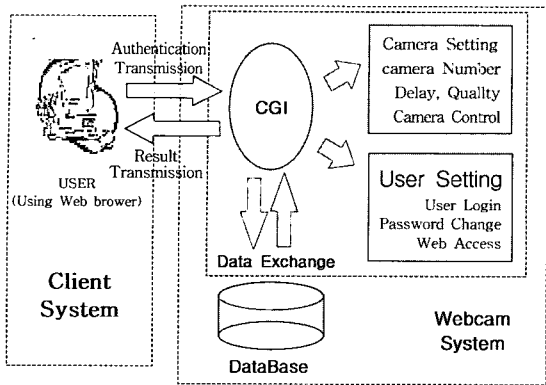 Authentication
Transmission
Result
Transmission
USER
(Using Web brower)
Client
System
CGI
Camera Setting
camera Number
Delay, Quallty
Camera Control
User Setting
User Login
Password Change
Web Access
Data Exchange
DataBase
Webcam
System